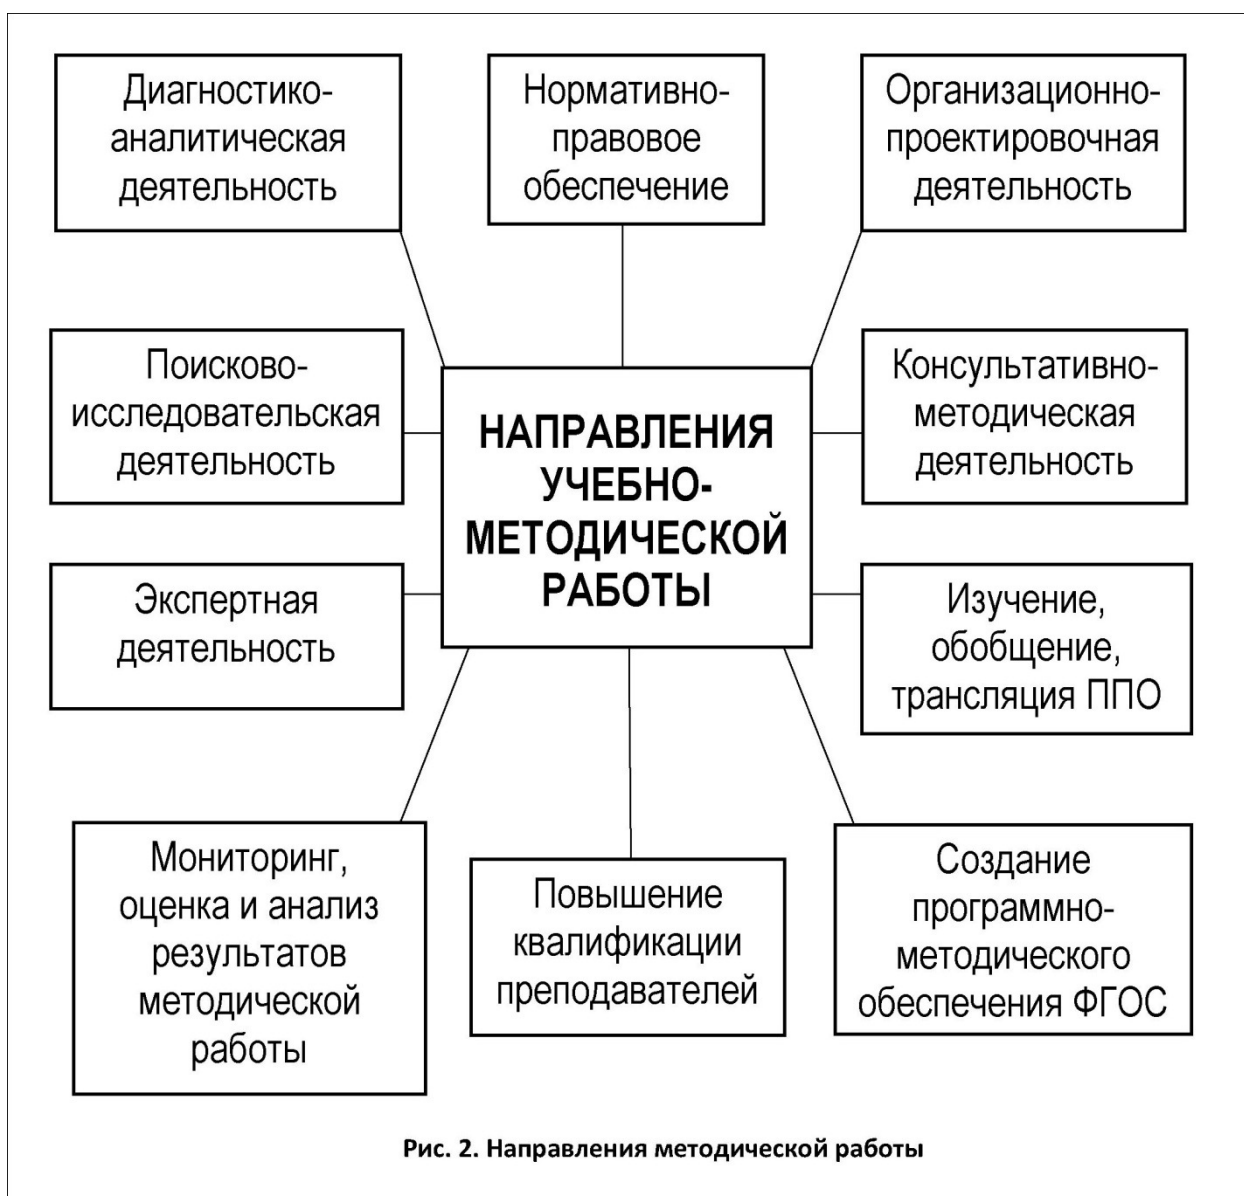 Диагностико-
аналитическая
деятельность
Нормативно-
правовое
обеспечение
Организационно-
проектировочная
деятельность
Поисково-
исследовательская
деятельность
НАПРАВЛЕНИЯ
УЧЕБНО-
МЕТОДИЧЕСКОЙ
РАБОТЫ
Консультативно-
методическая
деятельность
Экспертная
деятельность
Изучение,
обобщение,
трансляция ППО
Мониторинг,
оценка и анализ
результатов
методической
работы
Повышение
квалификации
преподавателей
Создание
программно-
методического
обеспечения ФГОС
Рис. 2. Направления методической работы